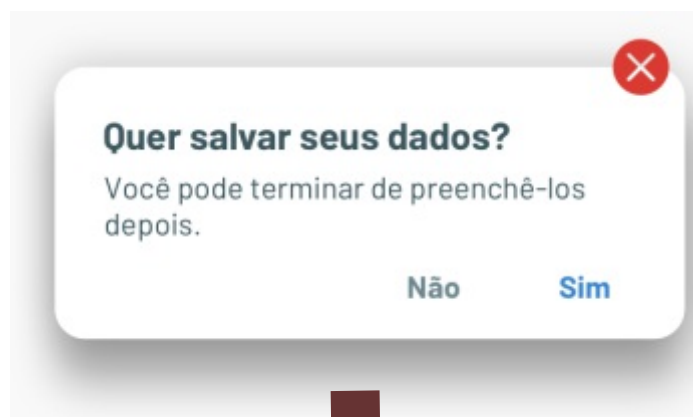 Quer salvar seus dados?
Você pode terminar de preenchê-los
depois.
Não Sim